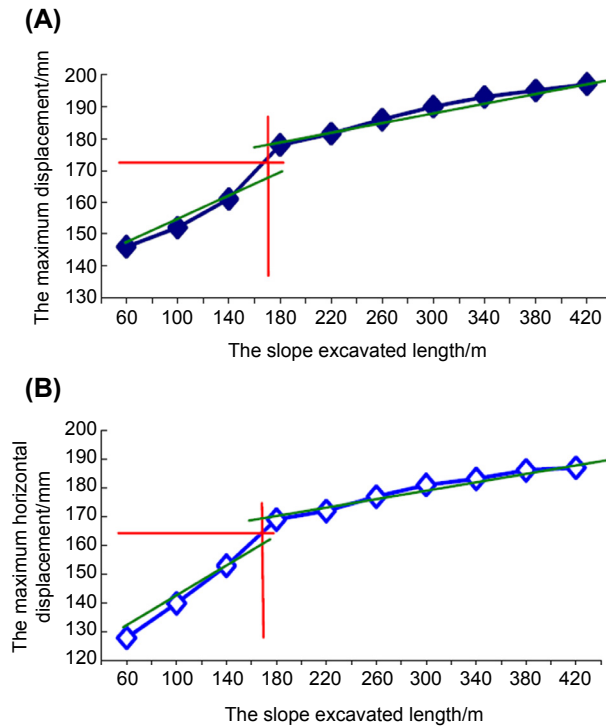 (A)
The maximum displacement/mn
200
190
180
170
160
150
140
130
60 100 140 180 220 260 300 340 380 420
The slope excavated length/m
(B)
The maximum horizontal
displacement/mm
200
190
180
170
160
150
140
130
120
60 100 140 180 220 260 300 340 380 420
The slope excavated length/m